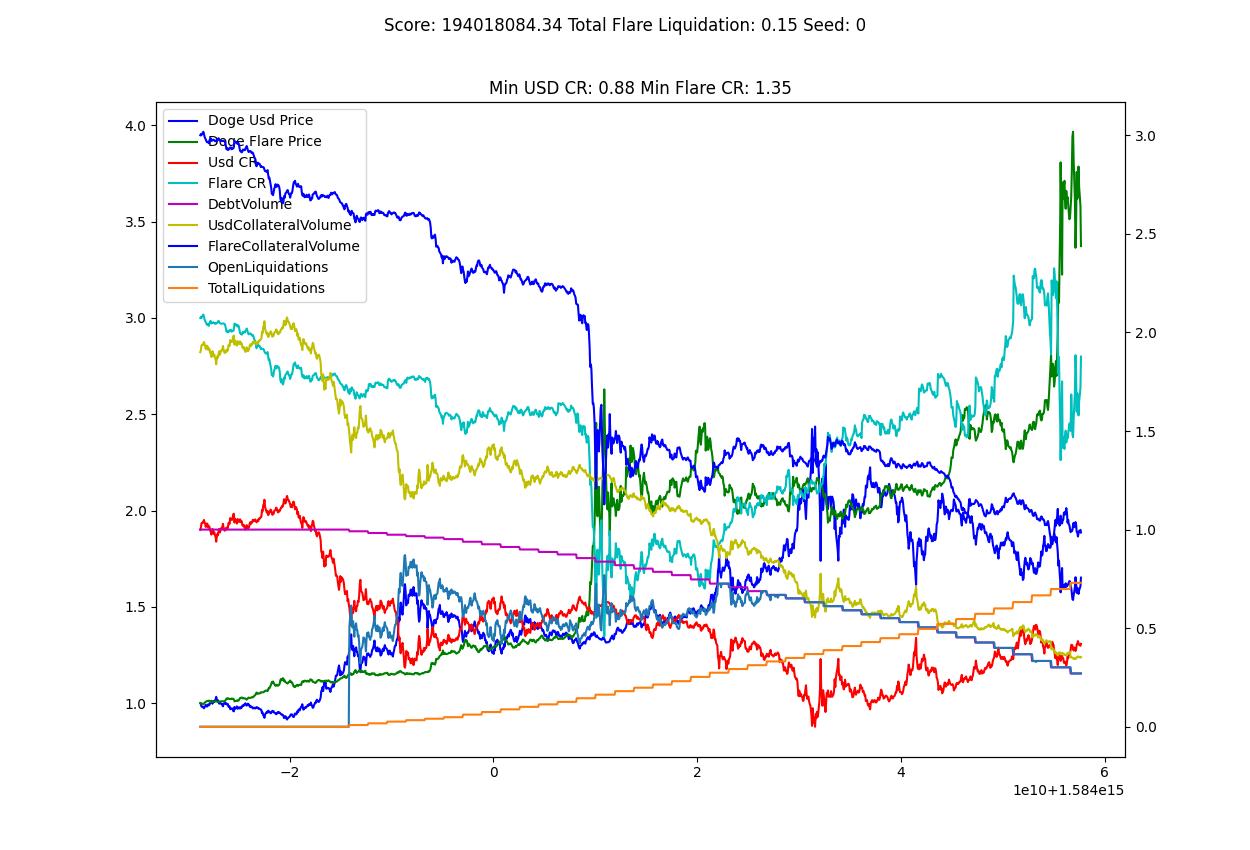 Score: 194018084.34 Total Flare Liquidation: 0.15 Seed: 0
Min USD CR: 0.88 Min Flare CR: 1.35
Doge Usd Price
Doge Flare Price
Usd CR
Flare CR
DebtVolume
UsdCollateralVolume
FlareCollateralVolume
OpenLiquidations
TotalLiquidations
4.0
3.5
3.0
2.5
2.0
1.5
1.0
3.0
2.5
2.0
1.5
1.0
0.5
0.0
−2 0 2 4 6
1e10+1.584e15